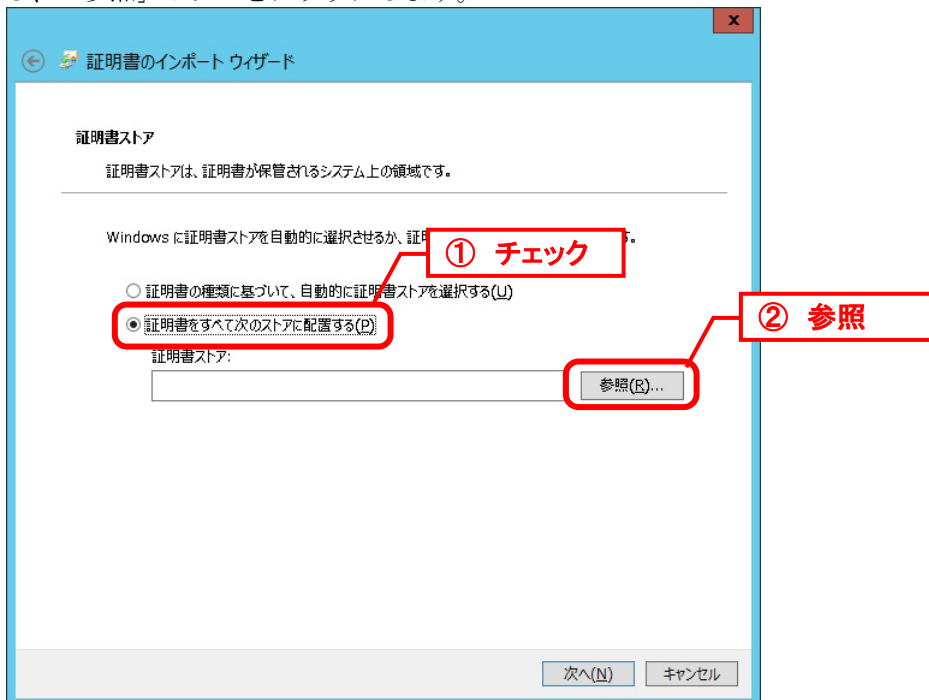 参照
証明書のインポート ウィザード
証明書ストア
証明書ストアは、証明書が保管されるシステム上の領域です。
Windows に証明書ストアを自動的に選択させるか、証
① チェック
○ 証明書の種類に基づいて、自動的に証明書ストアを選択する(U)
証明書をすべて次のストアに配置する(P)
② 参照
証明書ストア:
参照(R)...
次へ(N) キャンセル